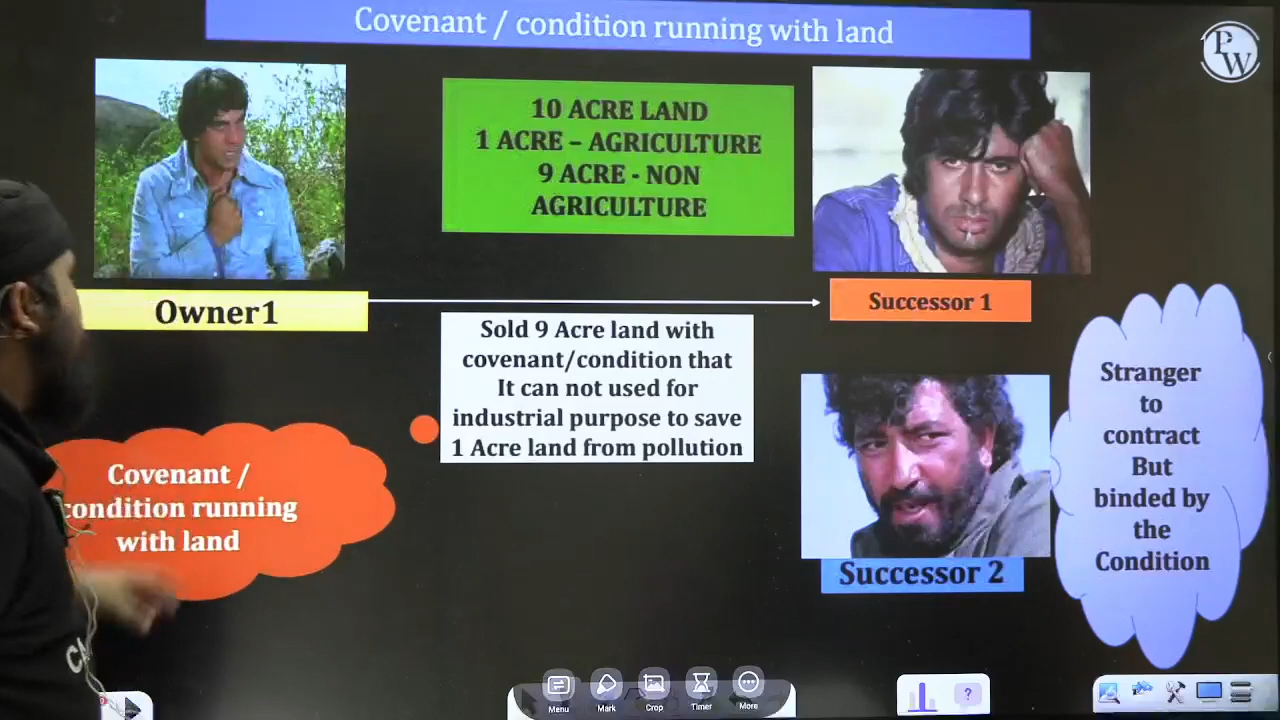 Covenant / condition running with land
PW
10 ACRE LAND
1 ACRE – AGRICULTURE
9 ACRE - NON
AGRICULTURE
Owner1
Successor 1
Sold 9 Acre land with
covenant/condition that
It can not used for
industrial purpose to save
1 Acre land from pollution
Covenant /
condition running
with land
Successor 2
Stranger
to
contract
But
binded by
the
Condition
CA
Menu
Mark
Crop
Timer
More